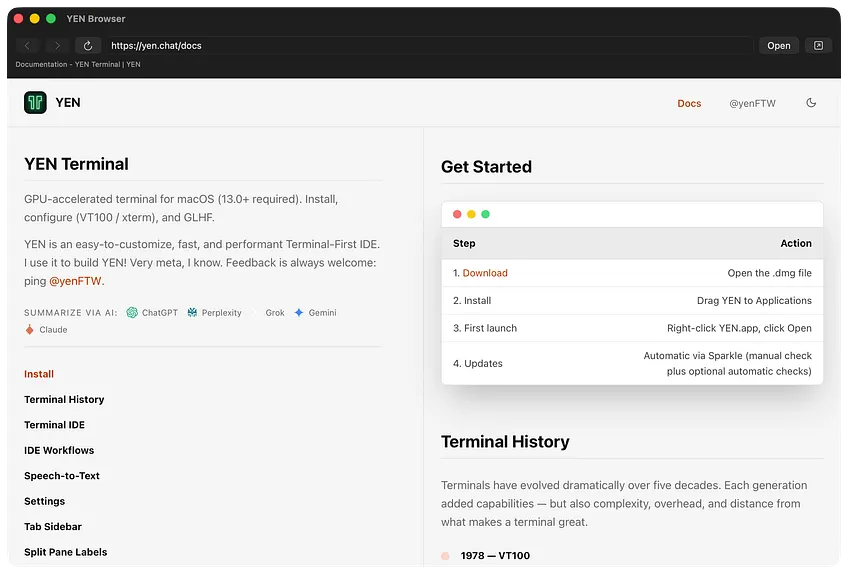 YEN Browser
https://yen.chat/docs
Open
Documentation - YEN Terminal | YEN
YEN
Docs
@yenFTW
YEN Terminal
GPU-accelerated terminal for macOS (13.0+ required). Install,
configure (VT100 / xterm), and GLHF.
YEN is an easy-to-customize, fast, and performant Terminal-First IDE.
I use it to build YEN! Very meta, I know. Feedback is always welcome:
ping @yenFTW.
SUMMARIZE VIA AI: ChatGPT Perplexity Grok Gemini
Claude
Install
Terminal History
Terminal IDE
IDE Workflows
Speech-to-Text
Settings
Tab Sidebar
Split Pane Labels
Get Started
Step Action
1. Download Open the .dmg file
2. Install Drag YEN to Applications
3. First launch Right-click YEN.app, click Open
4. Updates Automatic via Sparkle (manual check
plus optional automatic checks)
Terminal History
Terminals have evolved dramatically over five decades. Each generation
added capabilities — but also complexity, overhead, and distance from
what makes a terminal great.
1978 — VT100